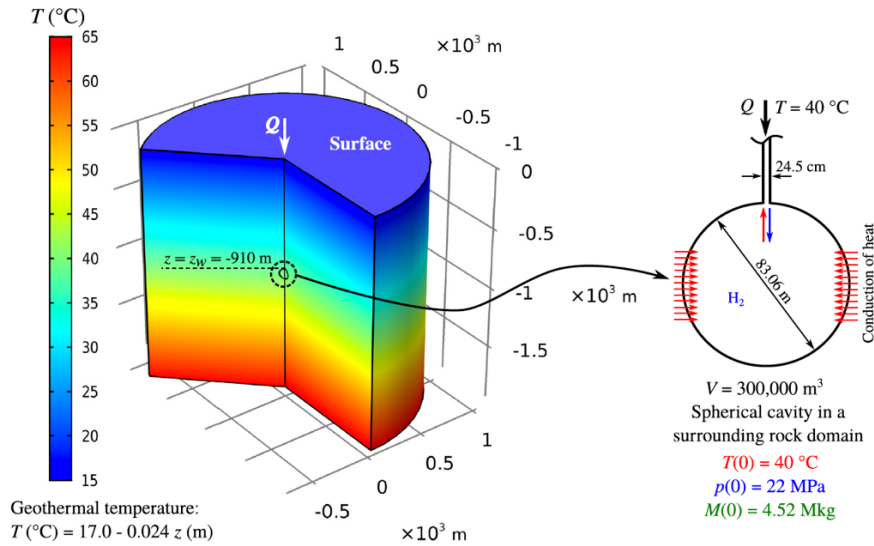 T (°C)
65
60
55
50
45
40
35
30
25
20
15
1
0.5
0
-0.5
-1
×10³ m
Q
Surface
z = z_W = -910 m
0
-0.5
-1
-1.5
×10³ m
1
0.5
0
-0.5
×10³ m
Geothermal temperature:
T (°C) = 17.0 - 0.024 z (m)
Q T = 40 °C
24.5 cm
83.06 m
H₂
Conduction of heat
V = 300,000 m³
Spherical cavity in a
surrounding rock domain
T(0) = 40 °C
p(0) = 22 MPa
M(0) = 4.52 Mkg